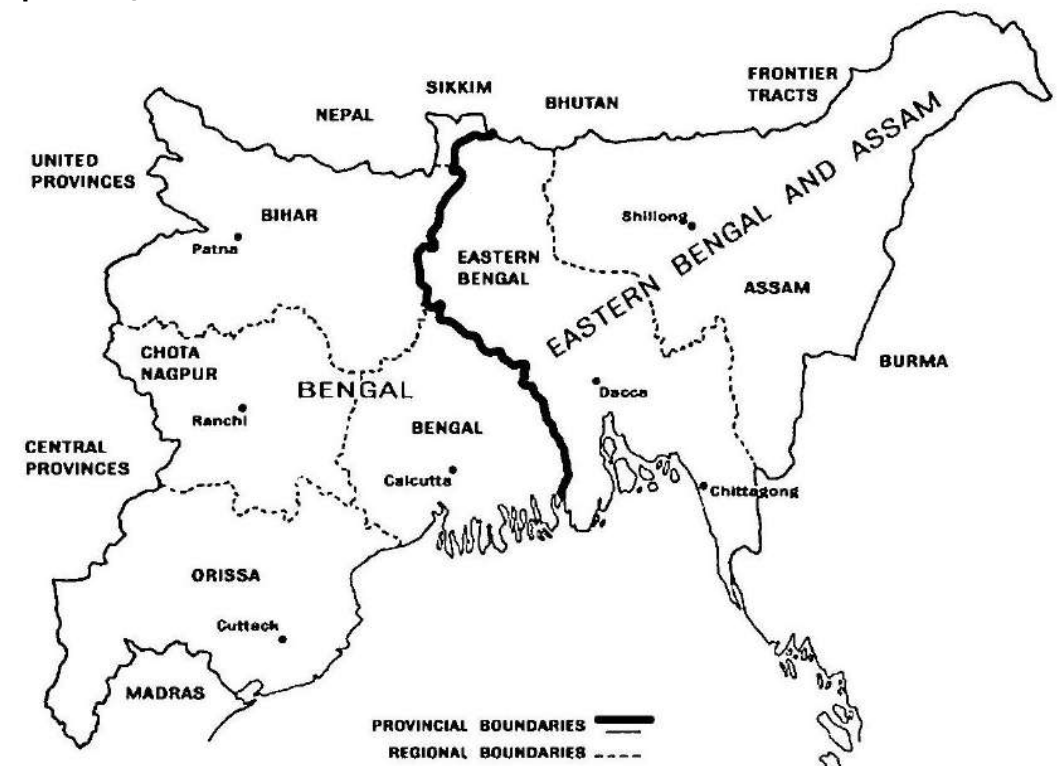 SIKKIM
NEPAL
BHUTAN
FRONTIER
TRACTS
UNITED
PROVINCES
BIHAR
Patna
EASTERN
BENGAL
Shillong
EASTERN BENGAL AND ASSAM
ASSAM
CHOTA
NAGPUR
BENGAL
Ranchi
BURMA
Dacca
BENGAL
CENTRAL
PROVINCES
Calcutta
Chittagong
ORISSA
Cuttack
MADRAS
PROVINCIAL BOUNDARIES
REGIONAL BOUNDARIES